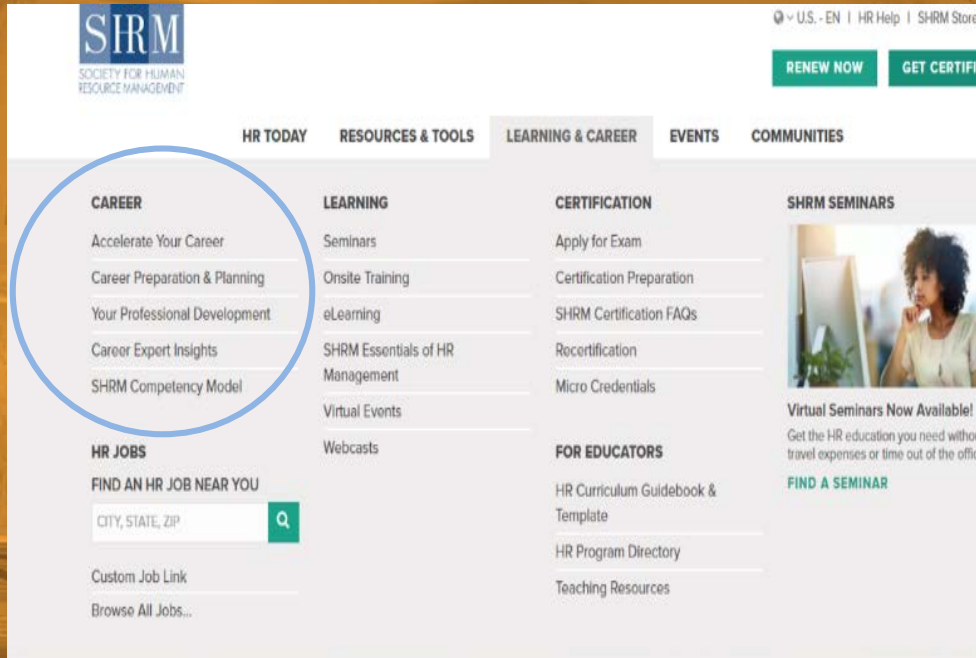 SHRM
SOCIETY FOR HUMAN
RESOURCE MANAGEMENT
U.S. - EN | HR Help | SHRM Store
RENEW NOW
GET CERTIFI
HR TODAY
RESOURCES & TOOLS
LEARNING & CAREER
EVENTS
COMMUNITIES
CAREER
Accelerate Your Career
Career Preparation & Planning
Your Professional Development
Career Expert Insights
SHRM Competency Model
HR JOBS
FIND AN HR JOB NEAR YOU
CITY, STATE, ZIP
Custom Job Link
Browse All Jobs...
LEARNING
Seminars
Onsite Training
eLearning
SHRM Essentials of HR
Management
Virtual Events
Webcasts
CERTIFICATION
Apply for Exam
Certification Preparation
SHRM Certification FAQs
Recertification
Micro Credentials
FOR EDUCATORS
HR Curriculum Guidebook &
Template
HR Program Directory
Teaching Resources
SHRM SEMINARS
Virtual Seminars Now Available!
Get the HR education you need withou
travel expenses or time out of the offic
FIND A SEMINAR